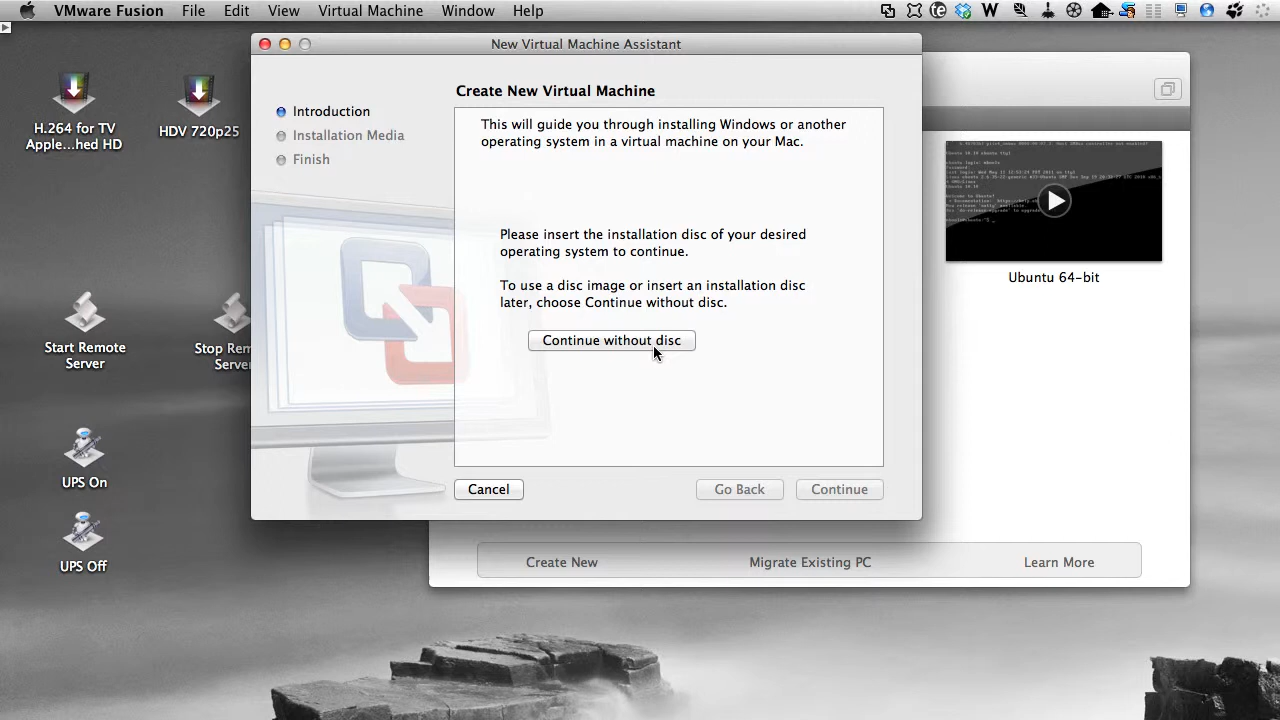 VMware Fusion File Edit View Virtual Machine Window Help
New Virtual Machine Assistant
Create New Virtual Machine
Introduction
Installation Media
Finish
This will guide you through installing Windows or another
operating system in a virtual machine on your Mac.
Please insert the installation disc of your desired
operating system to continue.
To use a disc image or insert an installation disc
later, choose Continue without disc.
Continue without disc
Cancel
Go Back
Continue
H.264 for TV
Apple...hed HD
HDV 720p25
Start Remote
Server
Stop Rem
Serve
UPS On
UPS Off
Ubuntu 64-bit
Create New
Migrate Existing PC
Learn More